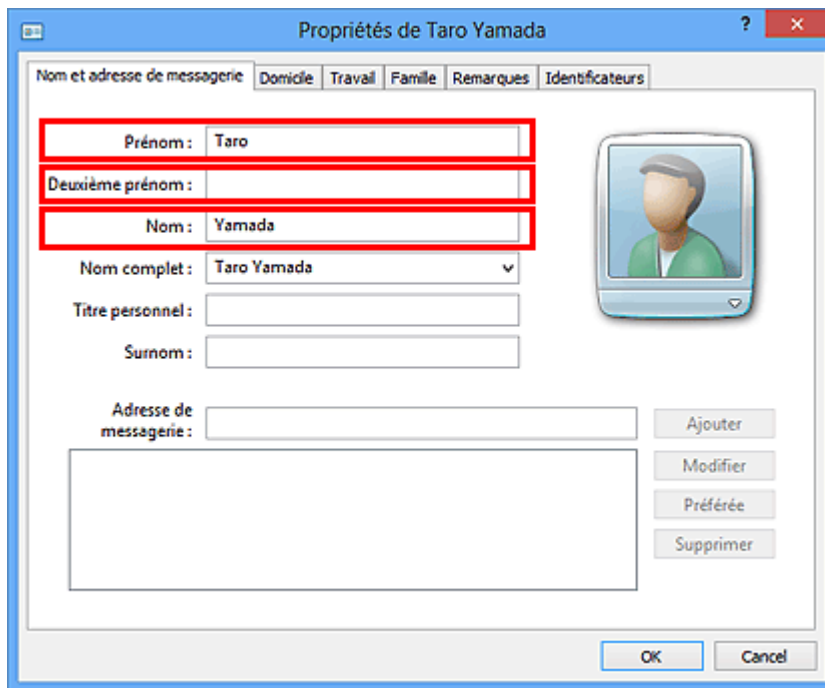 Propriétés de Taro Yamada ?
Nom et adresse de messagerie Domicile Travail Famille Remarques Identificateurs
Prénom : Taro
Deuxième prénom :
Nom : Yamada
Nom complet : Taro Yamada
Titre personnel :
Surnom :
Adresse de
messagerie :
Ajouter
Modifier
Préférée
Supprimer
OK Cancel